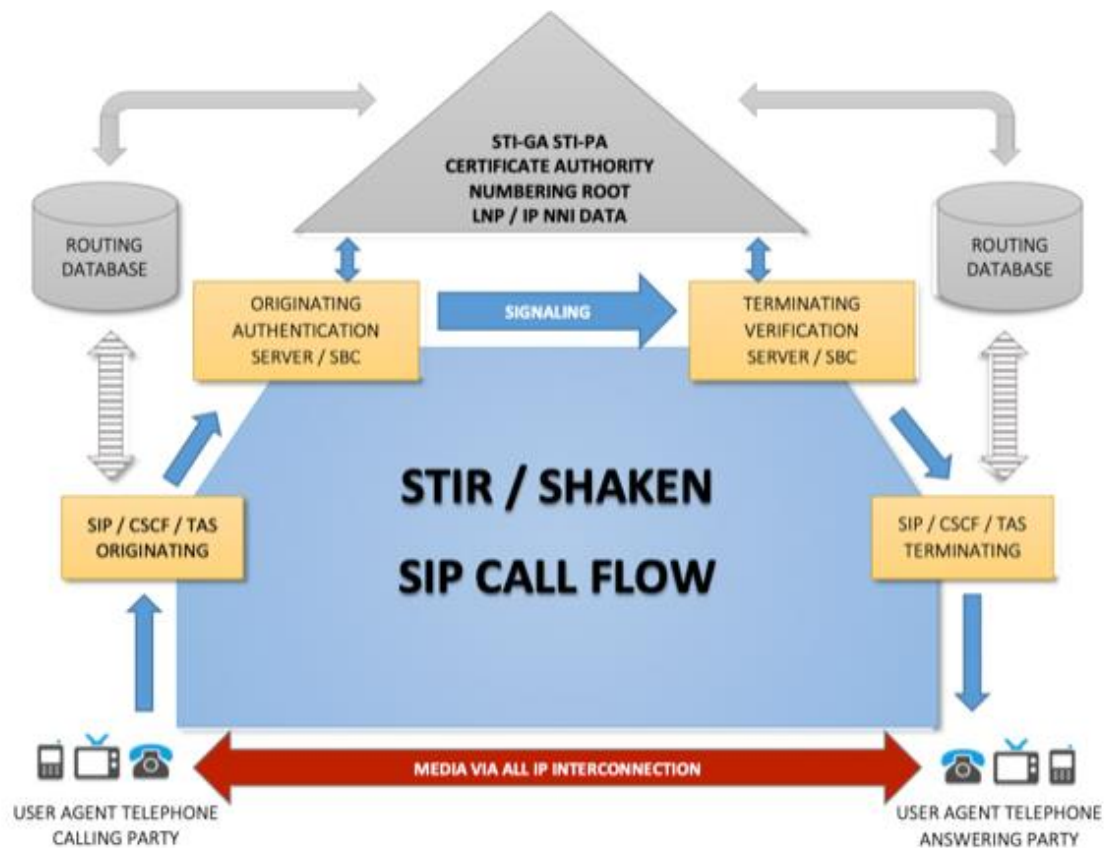 STI-GA STI-PA
CERTIFICATE AUTHORITY
NUMBERING ROOT
LNP / IP NNI DATA
ROUTING
DATABASE
ROUTING
DATABASE
ORIGINATING
AUTHENTICATION
SERVER / SBC
SIGNALING
TERMINATING
VERIFICATION
SERVER / SBC
STIR / SHAKEN
SIP CALL FLOW
SIP / CSCF / TAS
ORIGINATING
SIP / CSCF / TAS
TERMINATING
MEDIA VIA ALL IP INTERCONNECTION
USER AGENT TELEPHONE
CALLING PARTY
USER AGENT TELEPHONE
ANSWERING PARTY